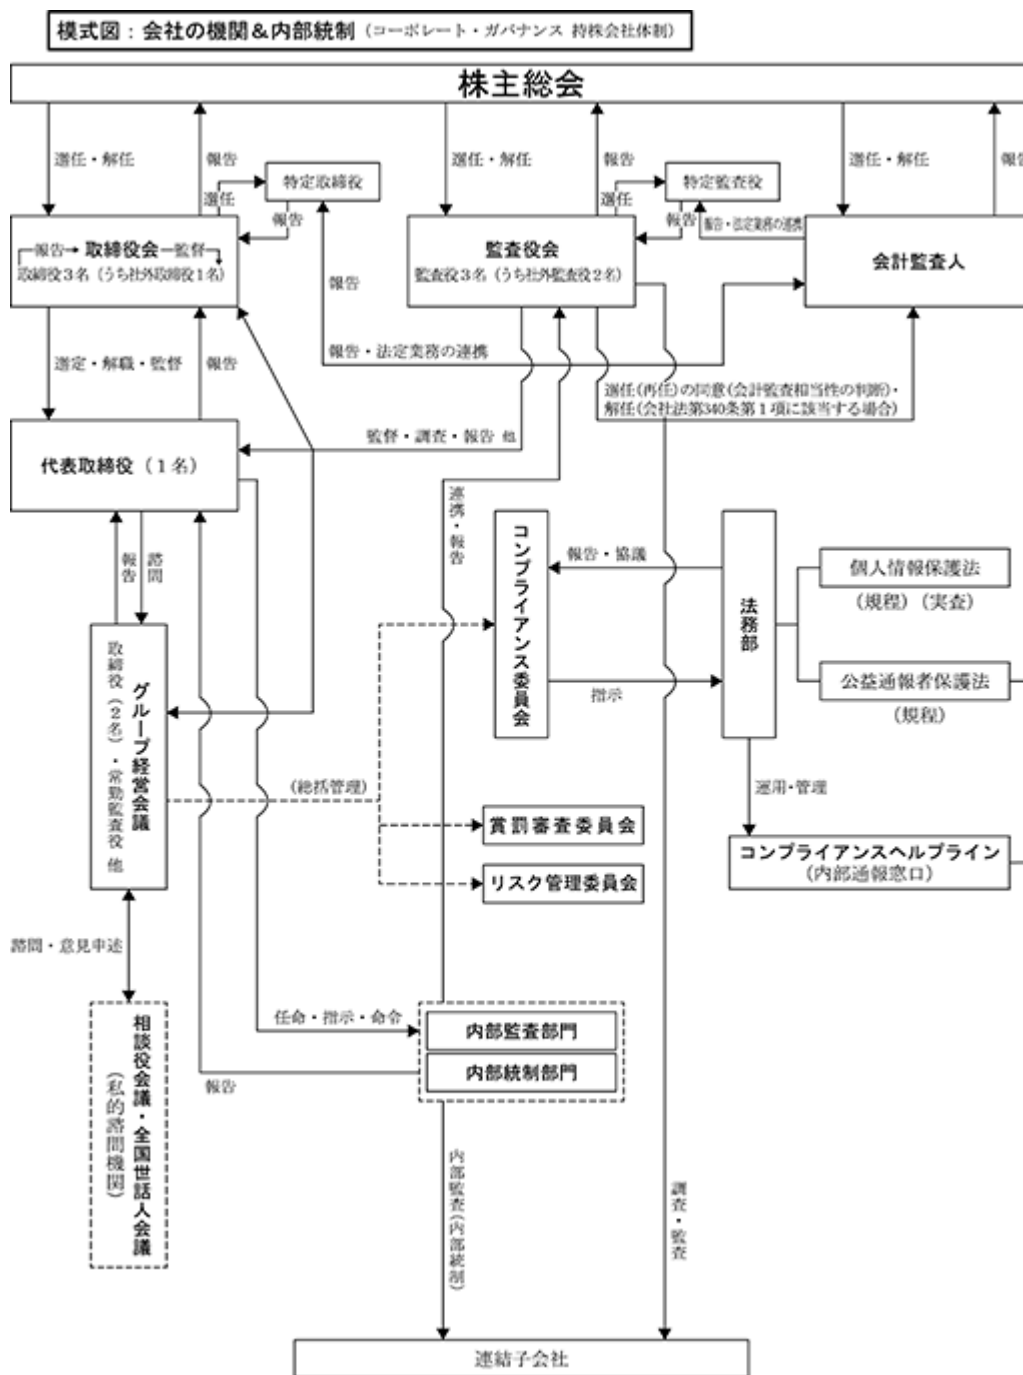 模式図：会社の機関&内部統制（コーポレート・ガバナンス 持株会社体制）
株主総会
選任・解任
報告
選任・解任
報告
選任・解任
報告
特定取締役
選任
報告
特定監査役
選任
報告
報告・法定業務の連携
報告 取締役会 監督
取締役３名（うち社外取締役１名）
監査役会
監査役３名（うち社外監査役２名）
会計監査人
報告
報告・法定業務の連携
選定・解職・監督
報告
選任(再任)の同意(会計監査相当性の判断)・
解任(会社法第340条第１項に該当する場合)
監督・調査・報告 他
代表取締役（１名）
連携・報告
報告
諮問
コンプライアンス委員会
報告・協議
指示
法務部
個人情報保護法
（規程）（実査）
公益通報者保護法
（規程）
グループ経営会議
取締役（２名）・常勤監査役 他
（総括管理）
賞罰審査委員会
リスク管理委員会
運用・管理
コンプライアンスヘルプライン
（内部通報窓口）
諮問・意見申述
相談役会議・全国世話人会議
（私的諮問機関）
任命・指示・命令
報告
内部監査部門
内部統制部門
内部監査（内部統制）
調査・監査
連結子会社